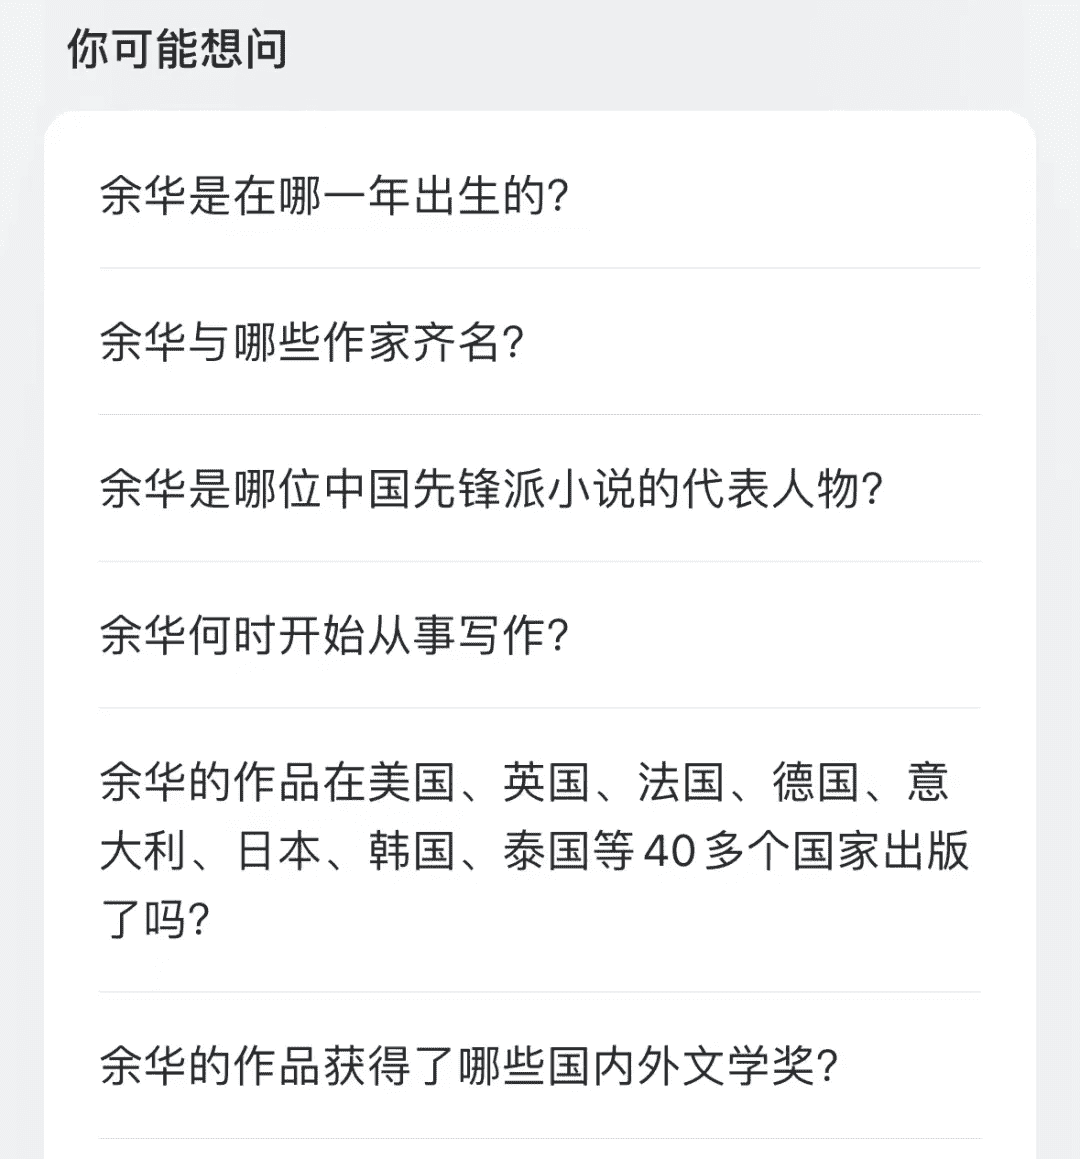 你可能想问
余华是在哪一年出生的?
余华与哪些作家齐名?
余华是哪位中国先锋派小说的代表人物?
余华何时开始从事写作?
余华的作品在美国、英国、法国、德国、意
大利、日本、韩国、泰国等40多个国家出版
了吗?
余华的作品获得了哪些国内外文学奖?